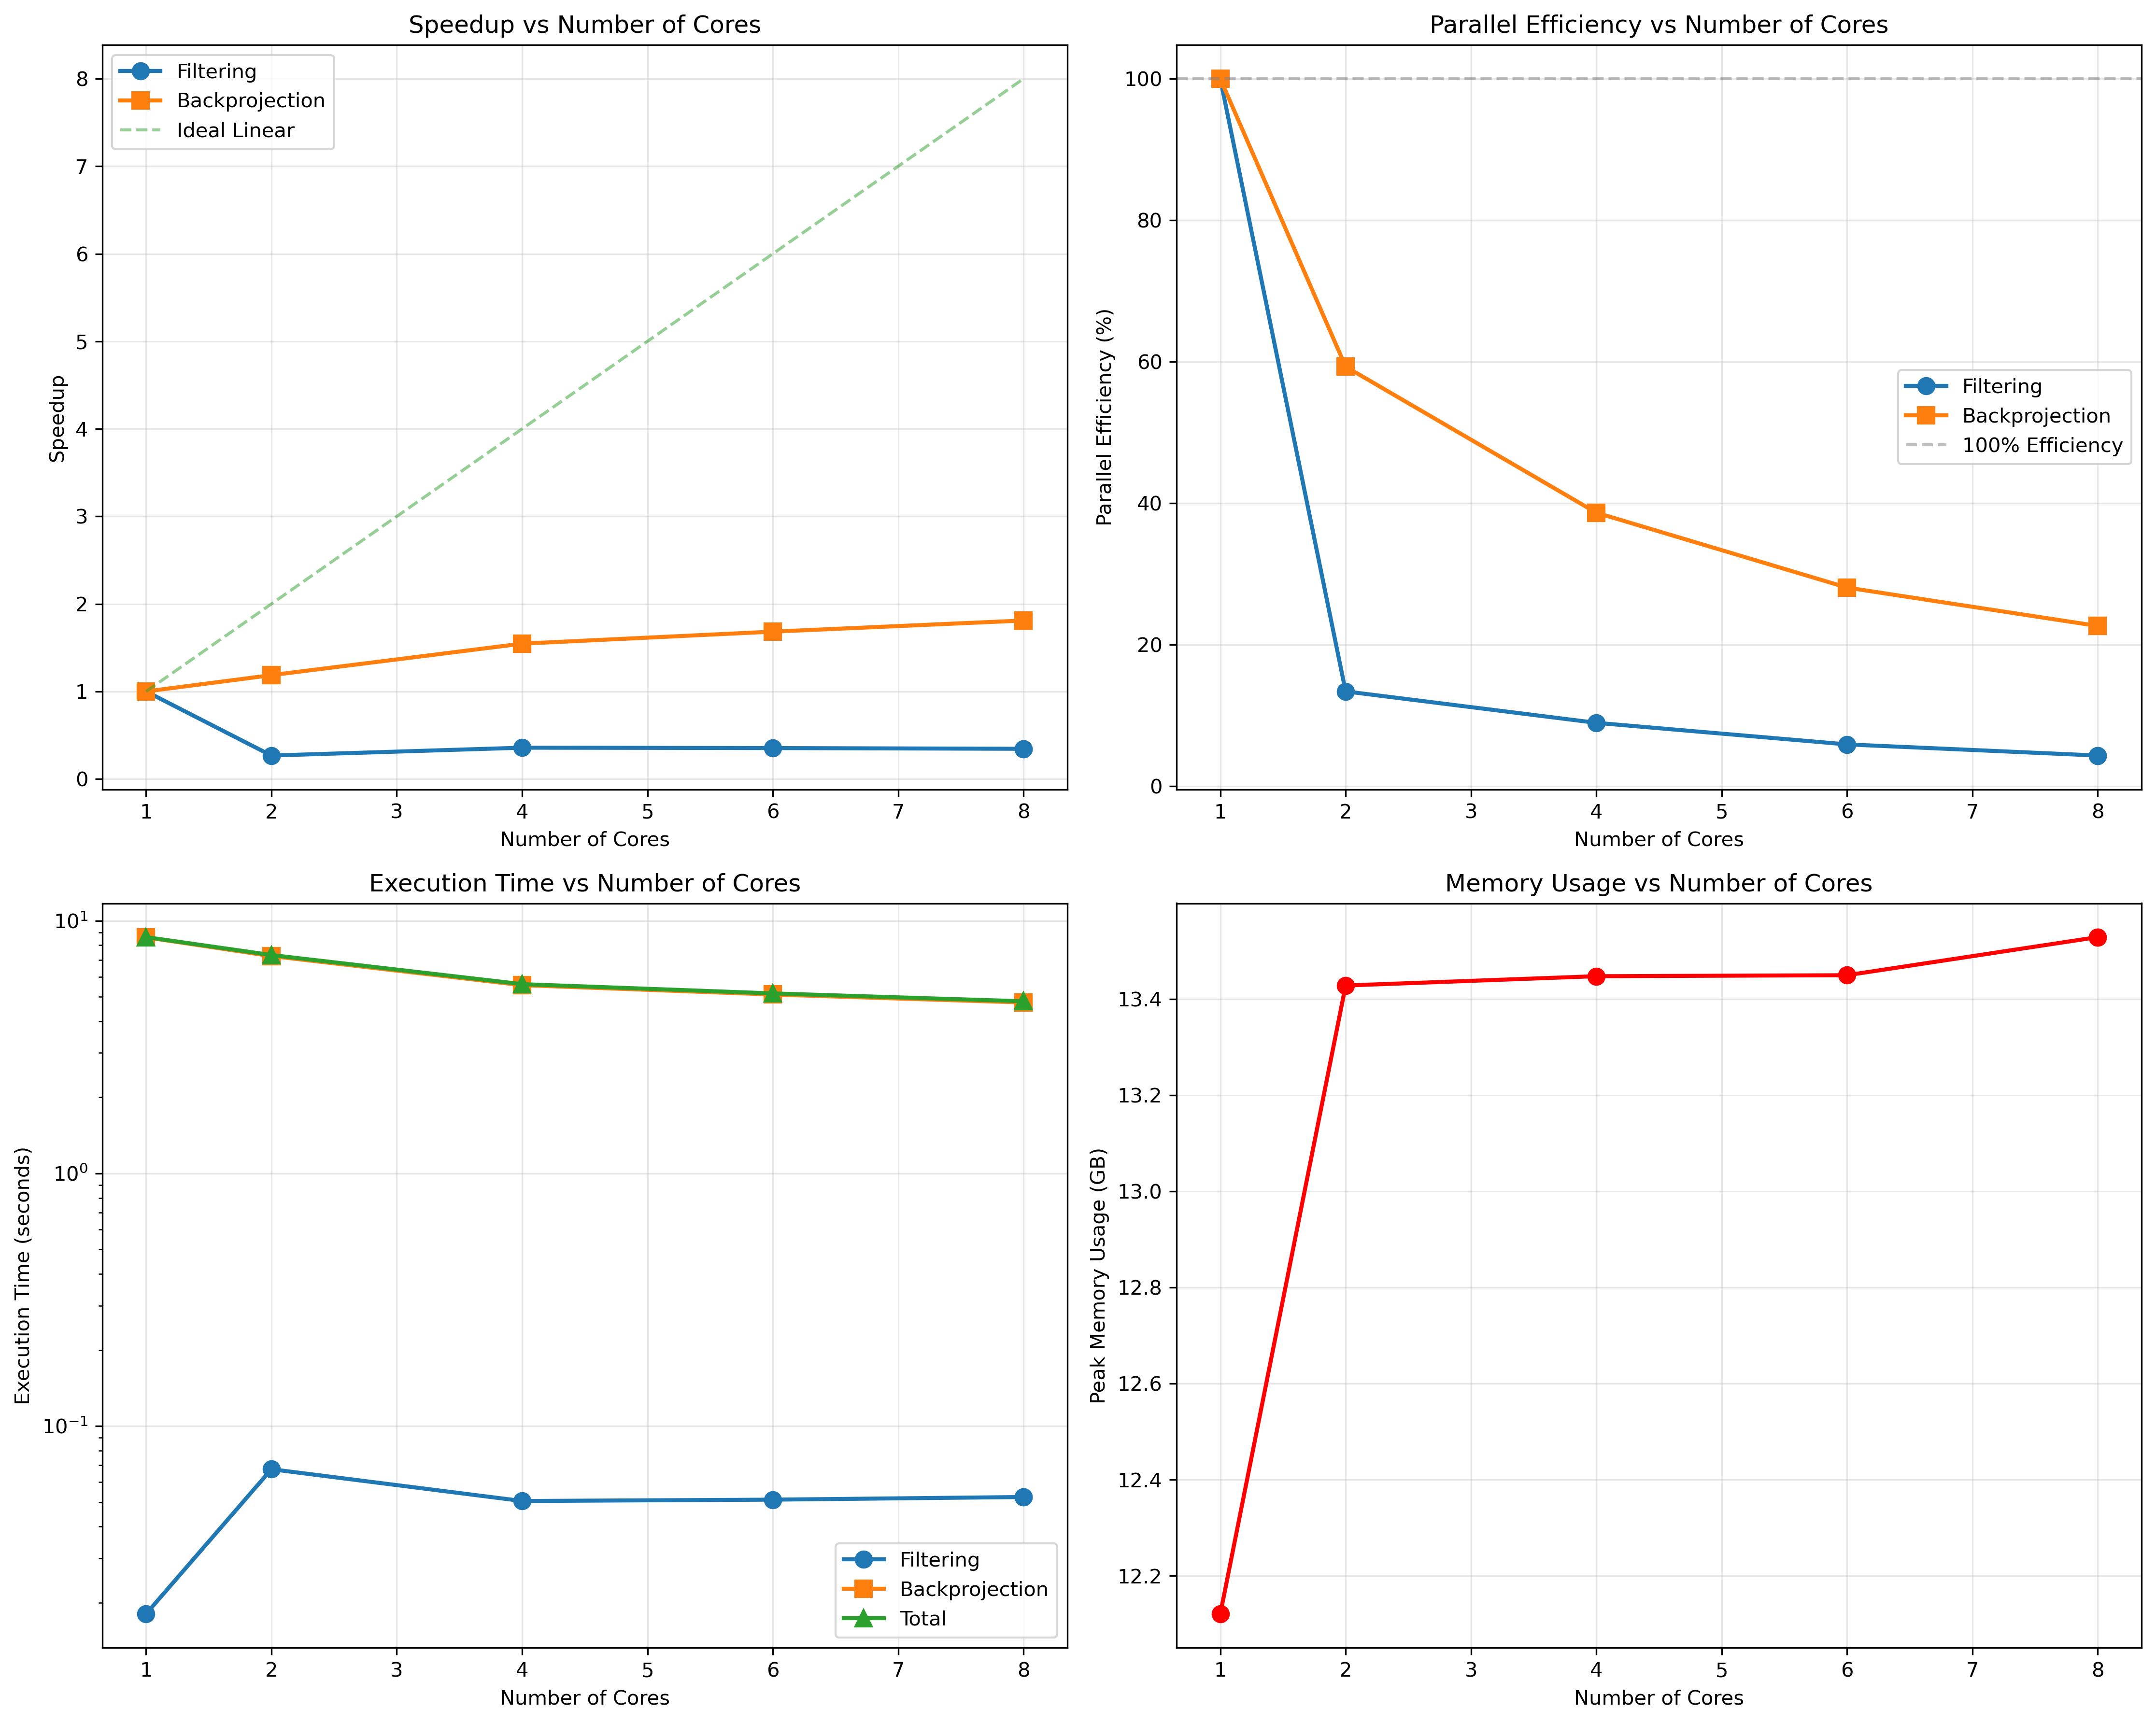 Speedup vs Number of Cores
Filtering
Backprojection
Ideal Linear
8
7
6
5
4
3
2
1
0
Speedup
1 2 3 4 5 6 7 8
Number of Cores
Parallel Efficiency vs Number of Cores
100
80
60
40
20
0
Parallel Efficiency (%)
Filtering
Backprojection
100% Efficiency
1 2 3 4 5 6 7 8
Number of Cores
Execution Time vs Number of Cores
10¹
10⁰
10⁻¹
Execution Time (seconds)
Filtering
Backprojection
Total
1 2 3 4 5 6 7 8
Number of Cores
Memory Usage vs Number of Cores
13.4
13.2
13.0
12.8
12.6
12.4
12.2
Peak Memory Usage (GB)
1 2 3 4 5 6 7 8
Number of Cores